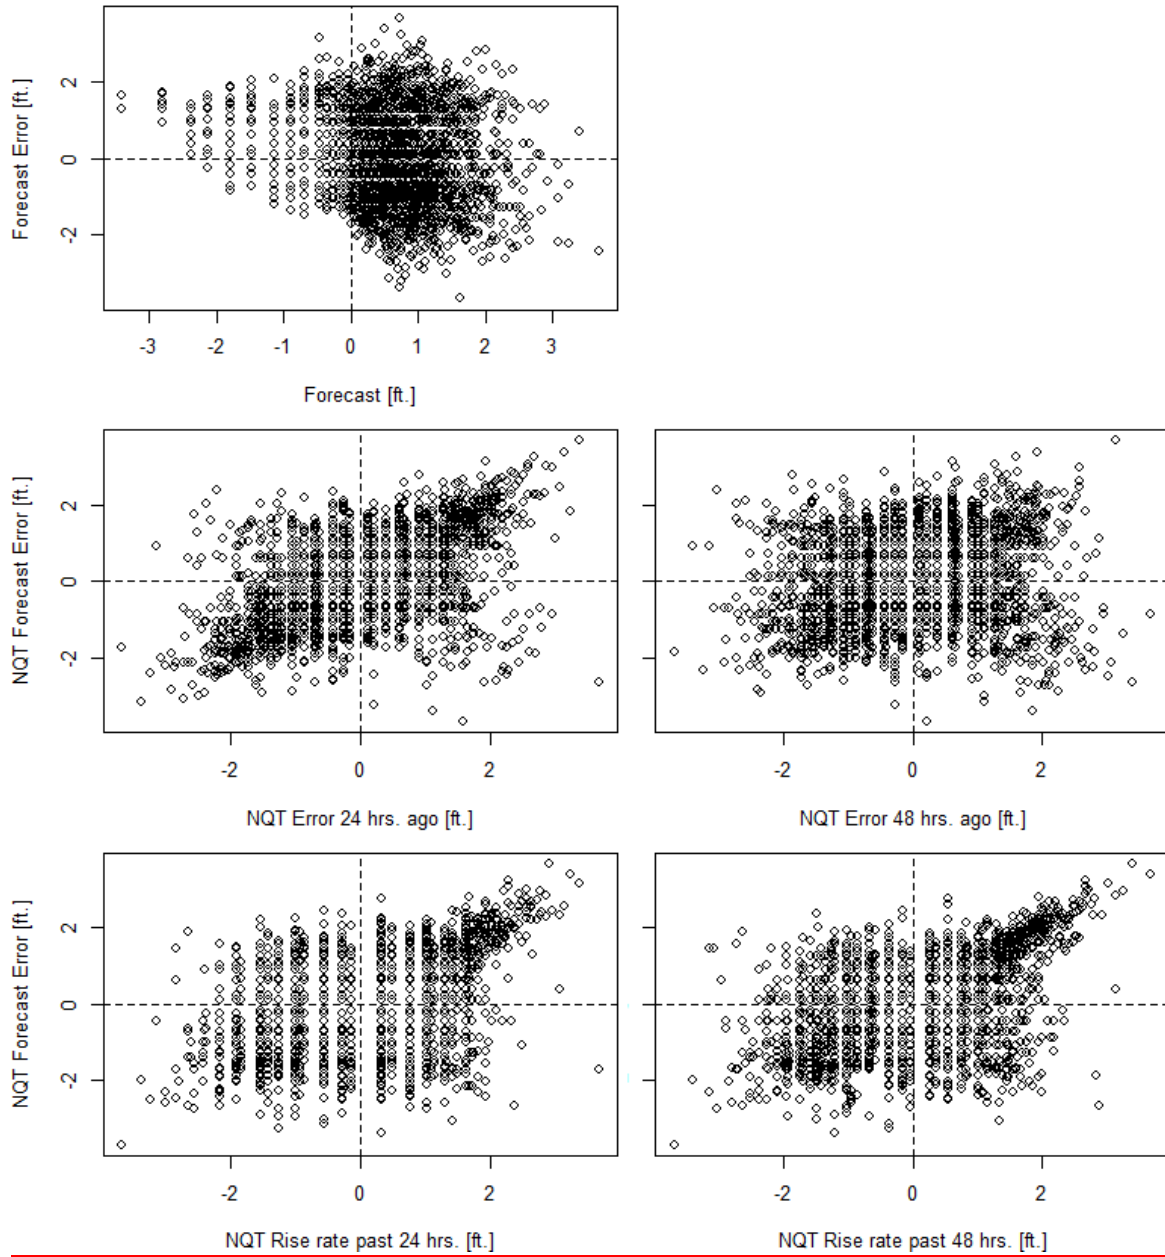 Forecast Error [ft.]
2
0
-2
-3 -2 -1 0 1 2 3
Forecast [ft.]
NQT Forecast Error [ft.]
2
0
-2
-2 0 2
-2 0 2
NQT Error 24 hrs. ago [ft.]
NQT Error 48 hrs. ago [ft.]
NQT Forecast Error [ft.]
2
0
-2
-2 0 2
-2 0 2
NQT Rise rate past 24 hrs. [ft.]
NQT Rise rate past 48 hrs. [ft.]